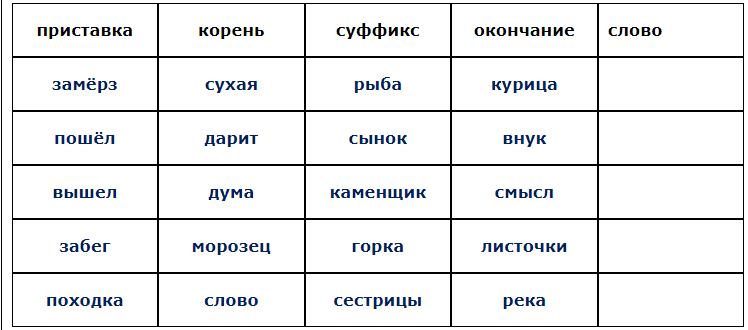 приставка корень суффикс окончание слово
замёрз сухая рыба курица
пошёл дарит сынок внук
вышел дума каменщик смысл
забег морозец горка листочки
походка слово сестрицы река